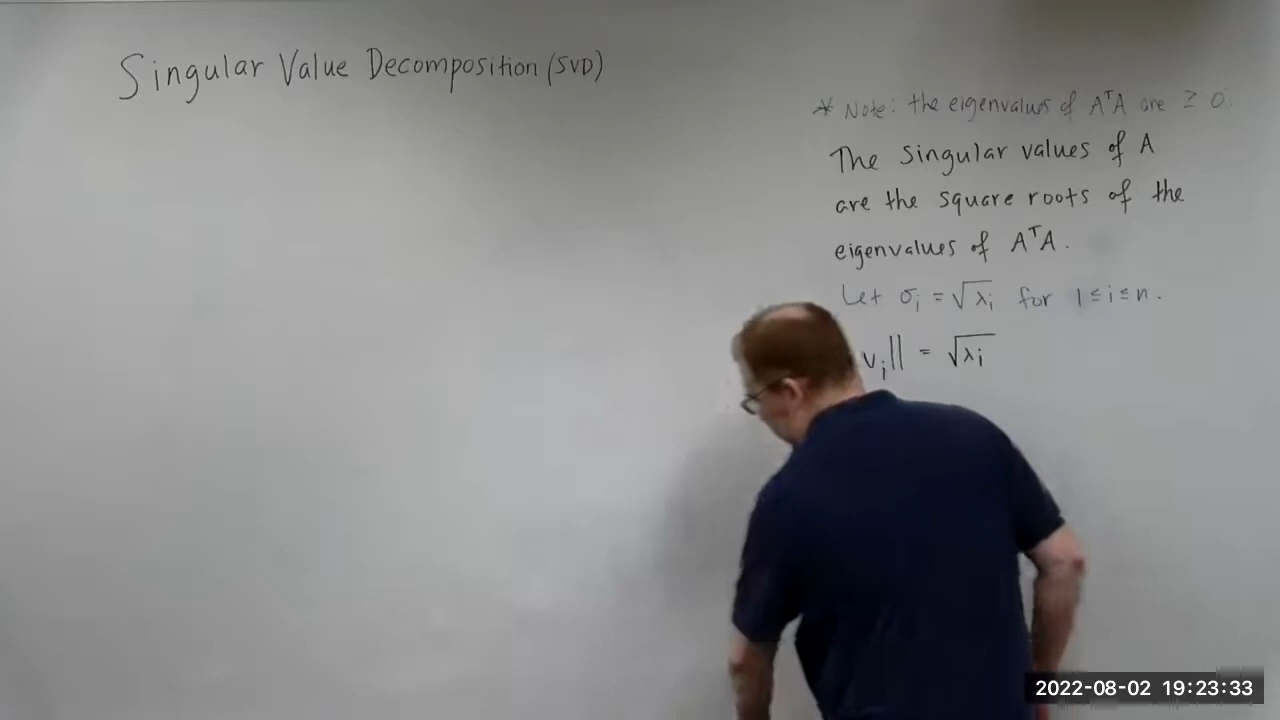 Singular Value Decomposition (SVD)
* Note: the eigenvalues of AᵀA are ≥ 0.
The singular values of A
are the square roots of the
eigenvalues of AᵀA.
Let σᵢ = √λᵢ for 1 ≤ i ≤ n.
vᵢ|| = √λᵢ
2022-08-02 19:23:33